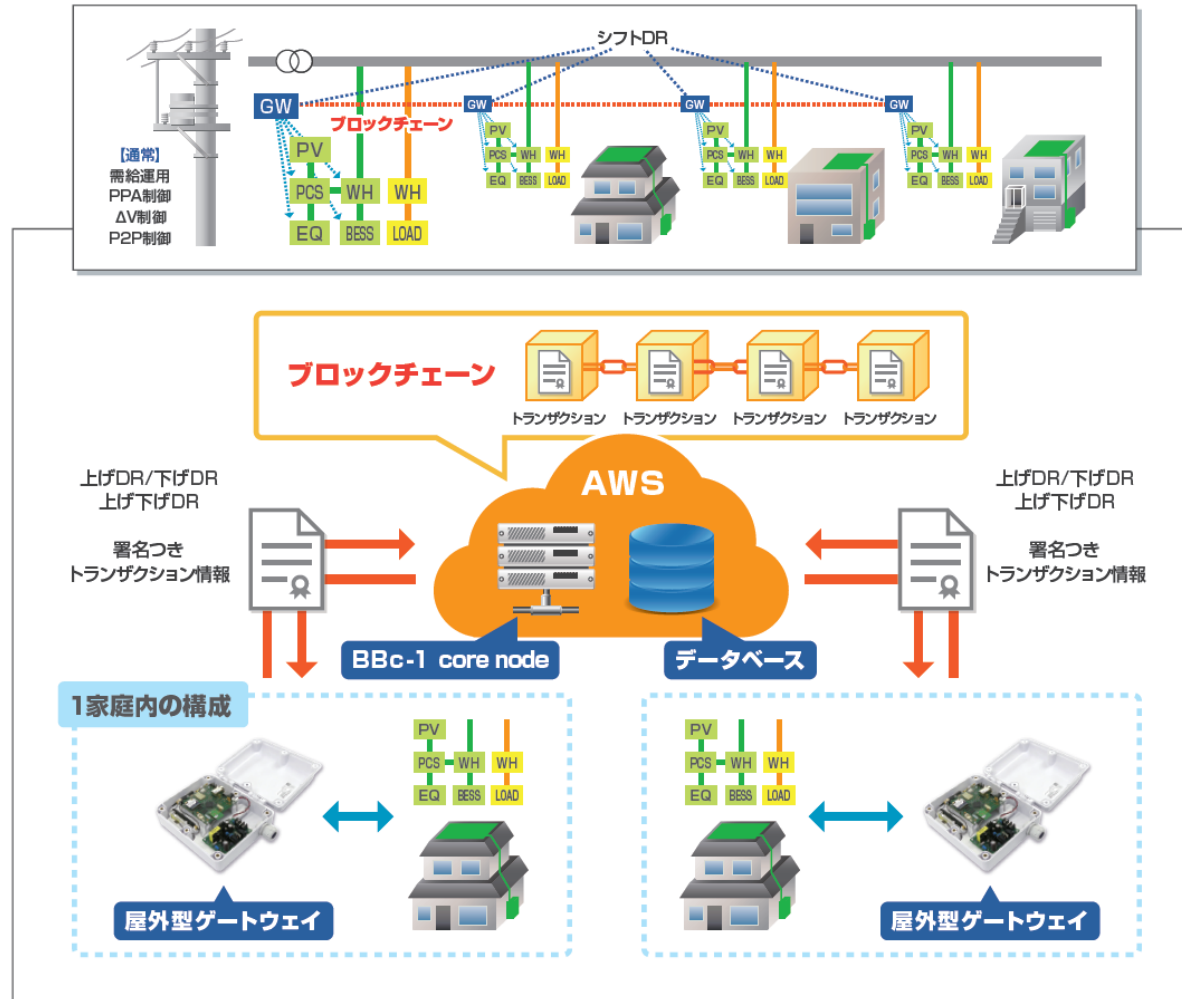 シフトDR
GW
GW
GW
GW
ブロックチェーン
【通常】
需給運用
PPA制御
ΔV制御
P2P制御
PV
PCS
WH
WH
EQ
BESS
LOAD
PV
PCS
WH
WH
EQ
BESS
LOAD
PV
PCS
WH
WH
EQ
BESS
LOAD
PV
PCS
WH
WH
EQ
BESS
LOAD
ブロックチェーン
トランザクション
トランザクション
トランザクション
トランザクション
AWS
上げDR/下げDR
上げ下げDR
署名つき
トランザクション情報
上げDR/下げDR
上げ下げDR
署名つき
トランザクション情報
BBc-1 core node
データベース
1家庭内の構成
PV
PCS
WH
WH
EQ
BESS
LOAD
屋外型ゲートウェイ
PV
PCS
WH
WH
EQ
BESS
LOAD
屋外型ゲートウェイ